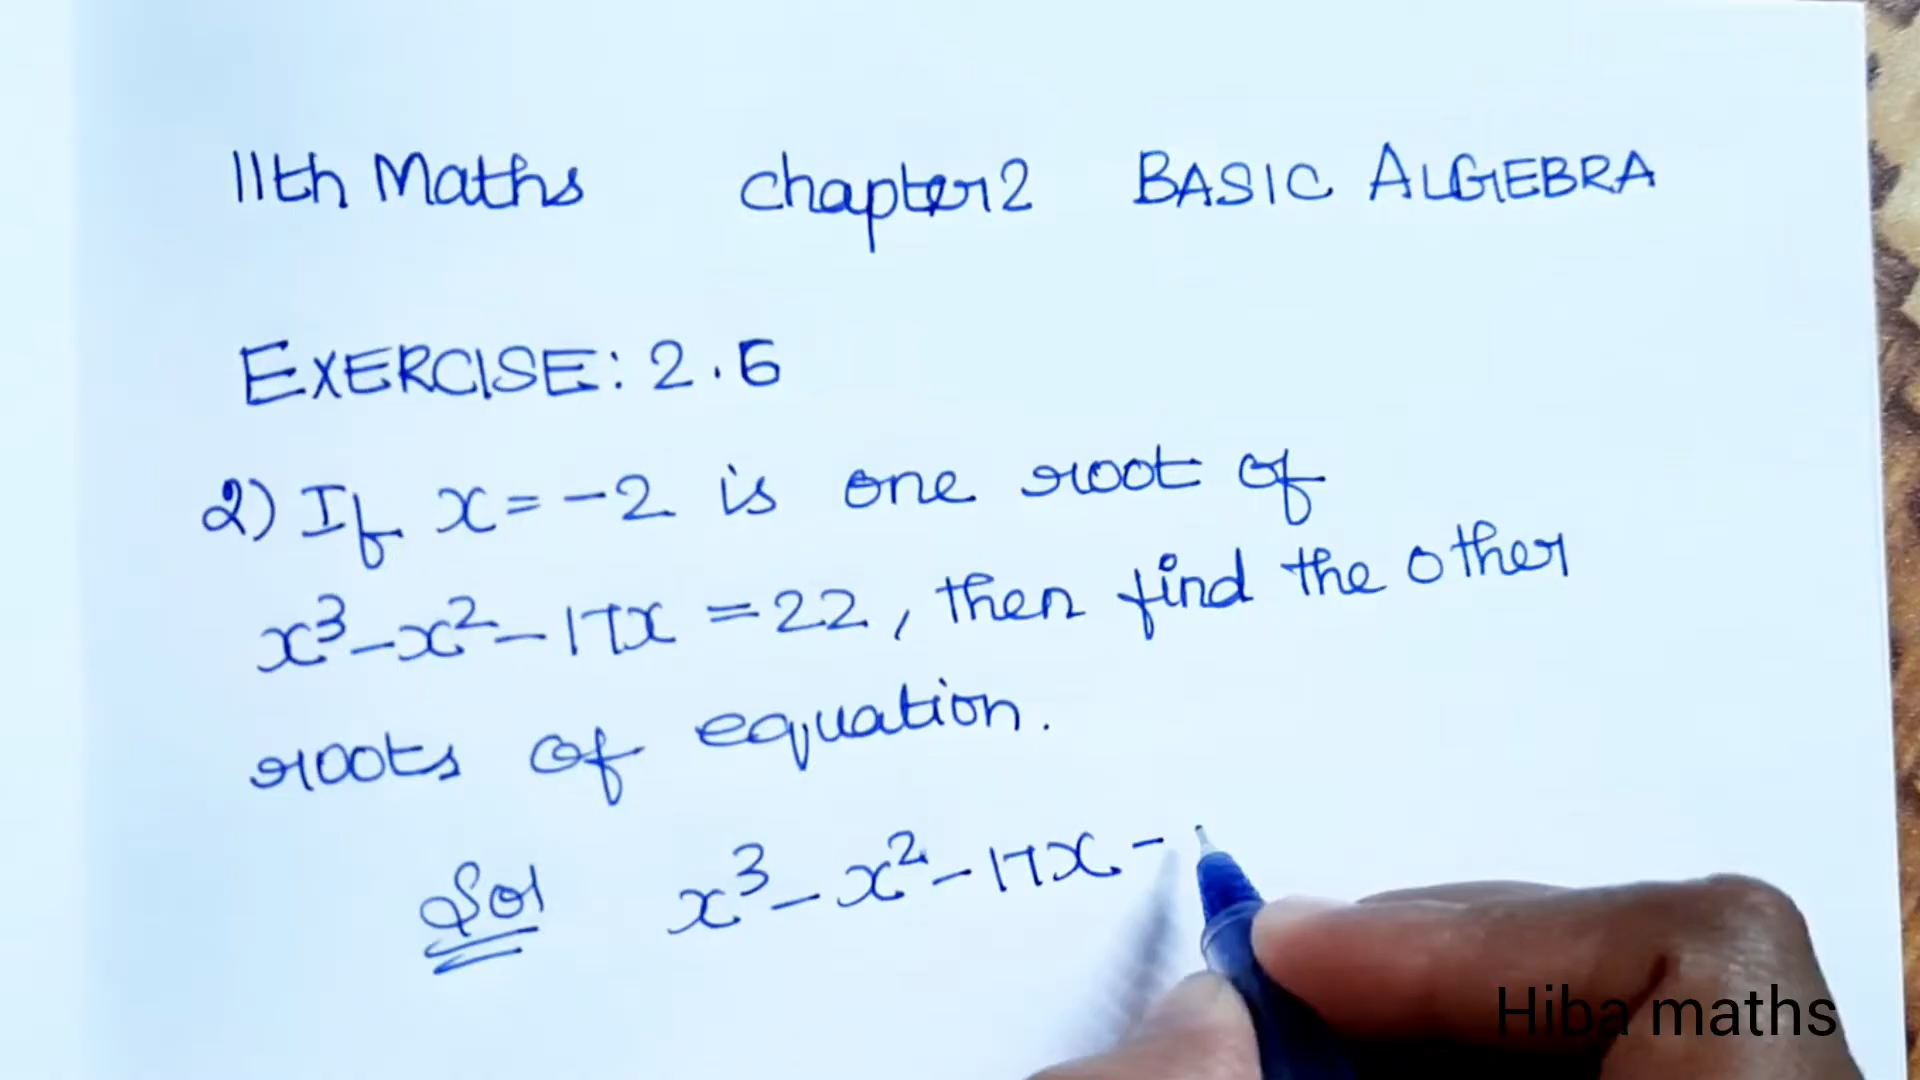 11th Maths chapter2 BASIC ALGEBRA
EXERCISE: 2.6
2) If x = -2 is one root of
x³-x²-17x = 22, then find the other
roots of equation.
Sol x³-x²-17x -
Hiba maths